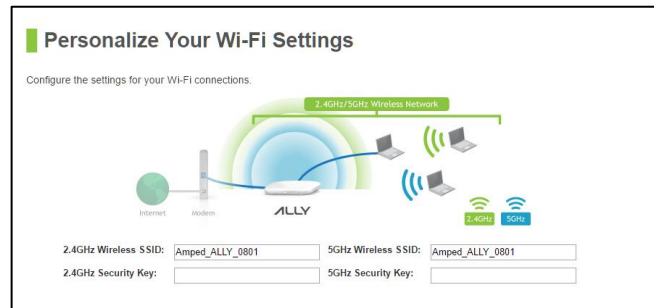 Personalize Your Wi-Fi Settings
Configure the settings for your Wi-Fi connections.
2.4GHz/5GHz Wireless Network
Internet Modem ALLY 2.4GHz 5GHz
2.4GHz Wireless SSID: Amped_ALLY_0801 5GHz Wireless SSID: Amped_ALLY_0801
2.4GHz Security Key: 5GHz Security Key: